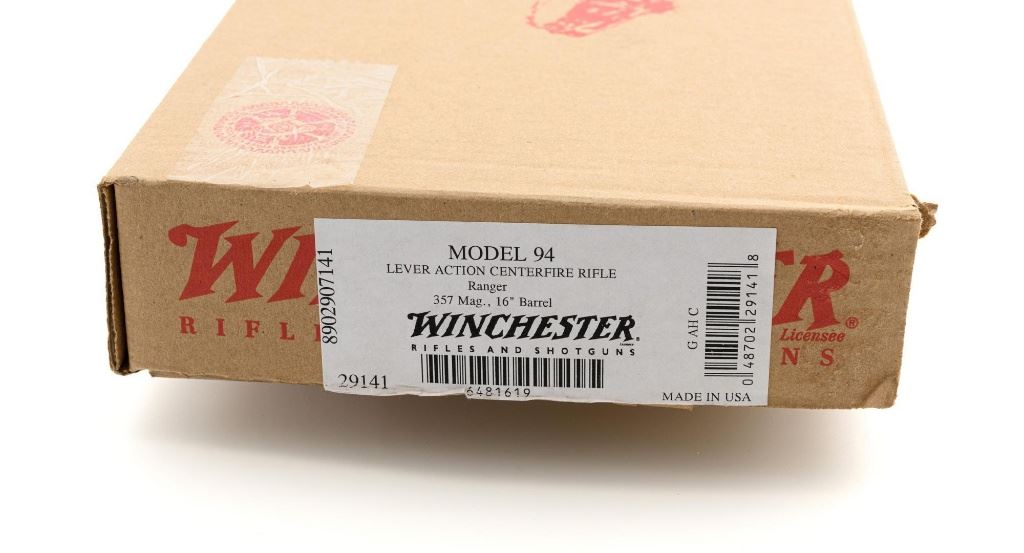 MODEL 94
LEVER ACTION CENTERFIRE RIFLE
Ranger
357 Mag., 16" Barrel
WINCHESTER
RIFLES AND SHOTGUNS
29141
6481619
MADE IN USA
8902907141
G AH C
0 48702 29141 8
Licensee